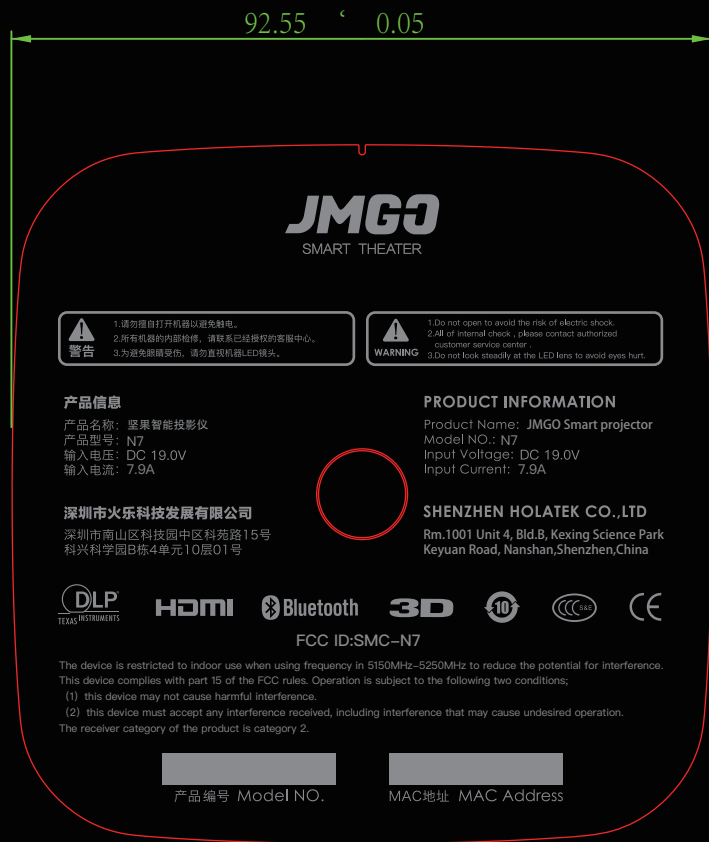 92.55 ‘ 0.05
JMGO
SMART THEATER
警告
1.请勿擅自打开机器以避免触电。
2.所有机器的内部检修，请联系已经授权的客服中心。
3.为避免眼睛受伤，请勿直视机器LED镜头。
WARNING
1.Do not open to avoid the risk of electric shock.
2.All of internal check , please contact authorized
customer service center .
3.Do not look steadily at the LED lens to avoid eyes hurt.
产品信息
产品名称: 坚果智能投影仪
产品型号: N7
输入电压: DC 19.0V
输入电流: 7.9A
PRODUCT INFORMATION
Product Name: JMGO Smart projector
Model NO.: N7
Input Voltage: DC 19.0V
Input Current: 7.9A
深圳市火乐科技发展有限公司
深圳市南山区科技园中区科苑路15号
科兴科学园B栋4单元10层01号
SHENZHEN HOLATEK CO.,LTD
Rm.1001 Unit 4, Bld.B, Kexing Science Park
Keyuan Road, Nanshan,Shenzhen,China
DLP®
TEXAS INSTRUMENTS
HDMI
Bluetooth
3D
10
CCC S&E
CE
FCC ID:SMC-N7
The device is restricted to indoor use when using frequency in 5150MHz-5250MHz to reduce the potential for interference.
This device complies with part 15 of the FCC rules. Operation is subject to the following two conditions;
(1) this device may not cause harmful interference.
(2) this device must accept any interference received, including interference that may cause undesired operation.
The receiver category of the product is category 2.
产品编号 Model NO.
MAC地址 MAC Address